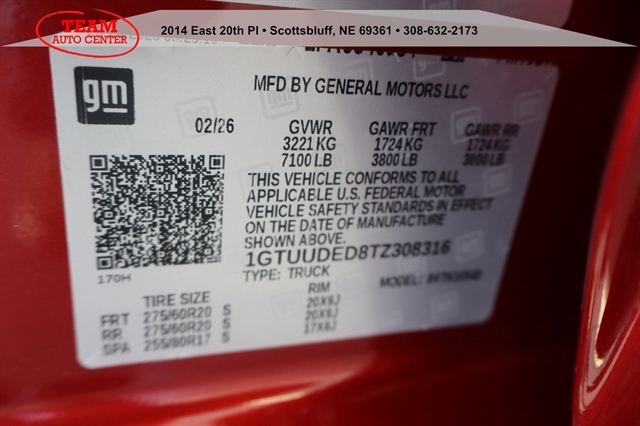 TEAM
AUTO CENTER
2014 East 20th Pl • Scottsbluff, NE 69361 • 308-632-2173
gm
MFD BY GENERAL MOTORS LLC
02/26 GVWR GAWR FRT GAWR RR
3221 KG 1724 KG 1724 KG
7100 LB 3800 LB 3800 LB
THIS VEHICLE CONFORMS TO ALL
APPLICABLE U.S. FEDERAL MOTOR
VEHICLE SAFETY STANDARDS IN EFFECT
ON THE DATE OF MANUFACTURE
SHOWN ABOVE.
1GTUUDED8TZ308316
170H
TYPE: TRUCK MODEL:
TIRE SIZE RIM
FRT 275/60R20 S 20X8J
RR 275/60R20 S 20X8J
SPA 255/80R17 S 17X8J